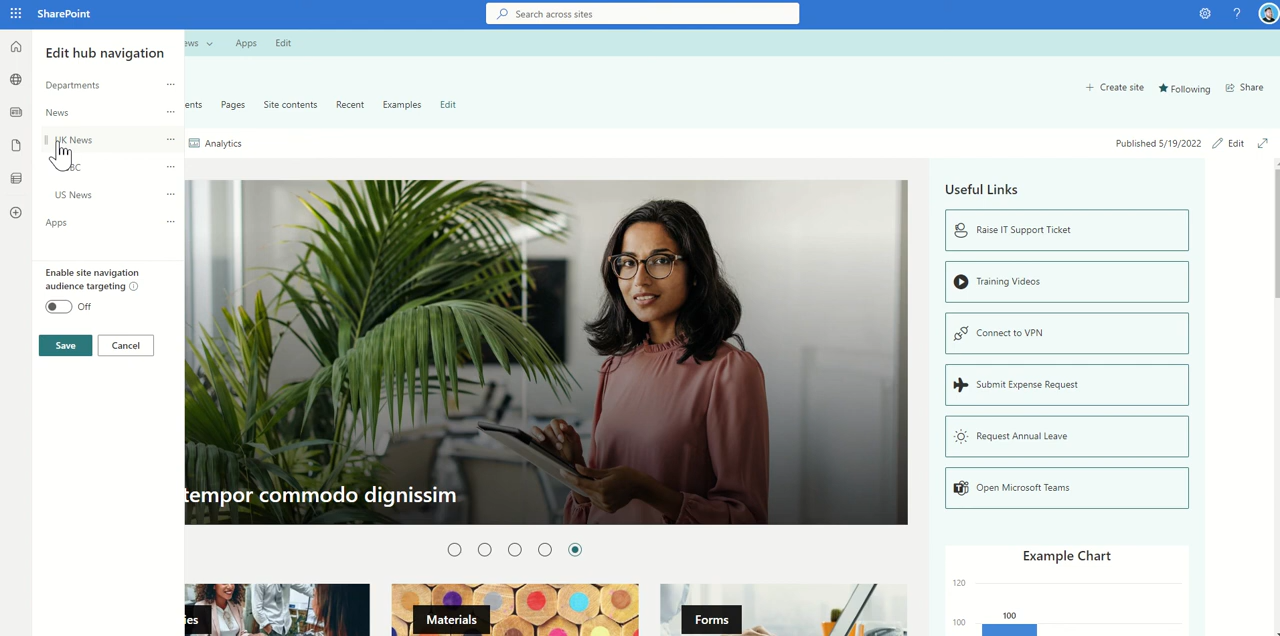 SharePoint
Search across sites
?
Edit hub navigation
Departments
News
UK News
US News
Apps
Enable site navigation
audience targeting
Off
Save
Cancel
Apps
Edit
Pages
Site contents
Recent
Examples
Edit
Create site
Following
Share
Analytics
Published 5/19/2022
Edit
tempor commodo dignissim
Useful Links
Raise IT Support Ticket
Training Videos
Connect to VPN
Submit Expense Request
Request Annual Leave
Open Microsoft Teams
Example Chart
120
100
100
Materials
Forms